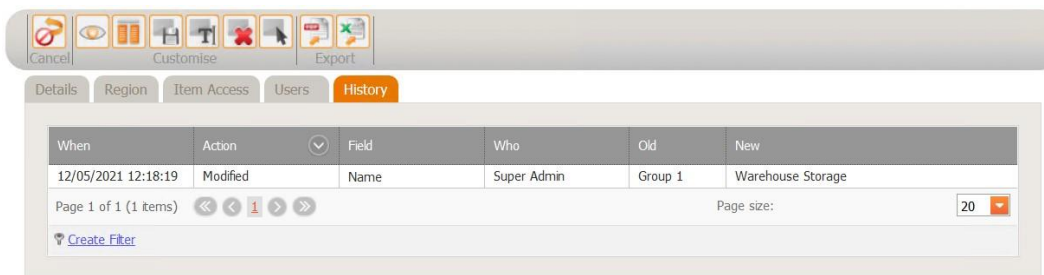 Cancel Customise Export
Details Region Item Access Users History
When Action Field Who Old New
12/05/2021 12:18:19 Modified Name Super Admin Group 1 Warehouse Storage
Page 1 of 1 (1 items) 1 Page size: 20
Create Filter